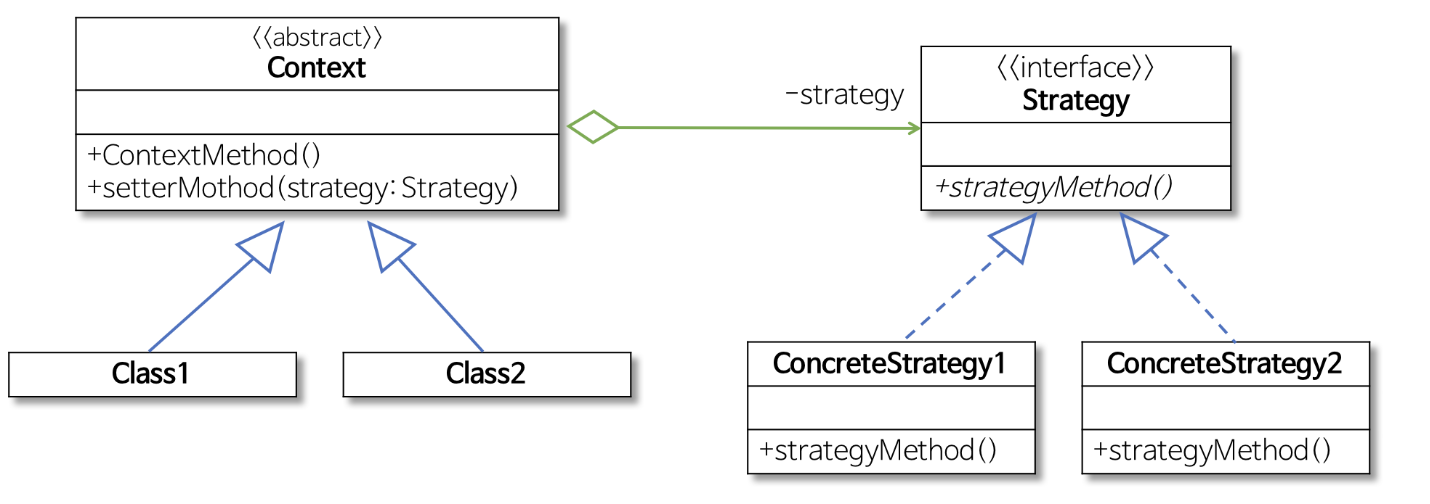 〈〈abstract〉〉
Context
+ContextMethod()
+setterMothod(strategy: Strategy)
-strategy
〈〈interface〉〉
Strategy
+strategyMethod()
Class1
Class2
ConcreteStrategy1
+strategyMethod()
ConcreteStrategy2
+strategyMethod()